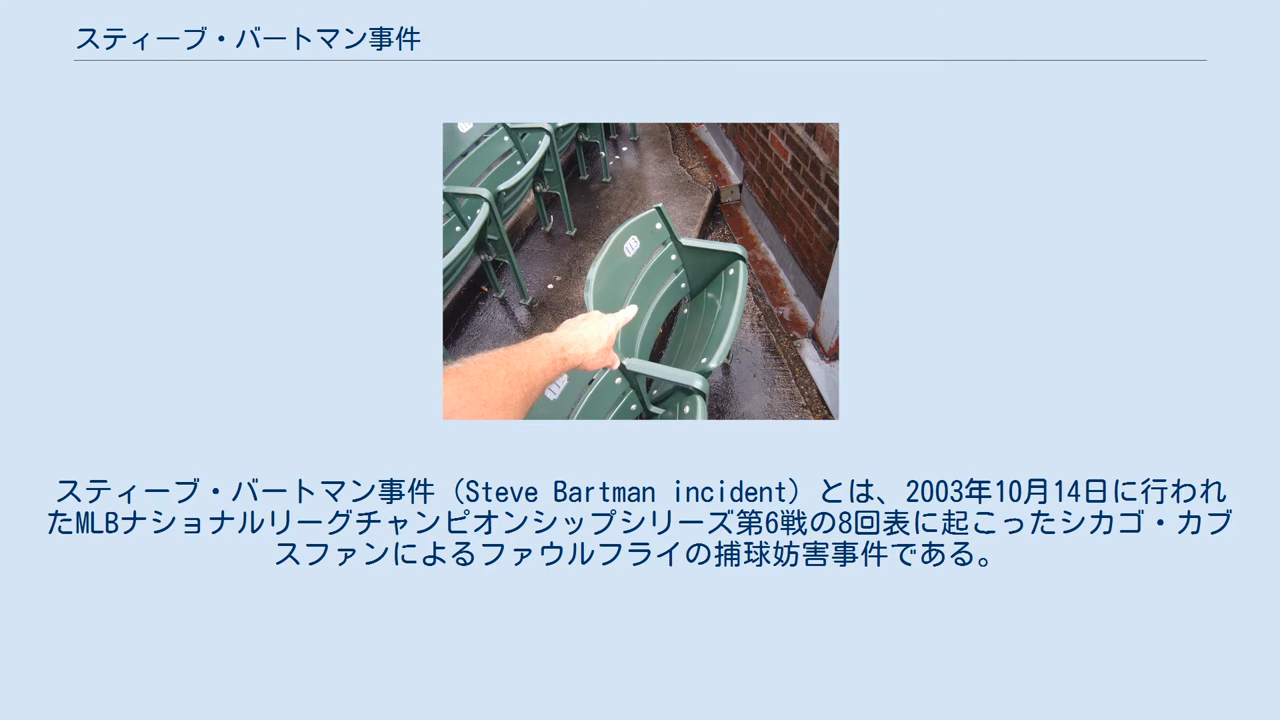 スティーブ・バートマン事件
113
スティーブ・バートマン事件（Steve Bartman incident）とは、2003年10月14日に行われ
たMLBナショナルリーグチャンピオンシップシリーズ第6戦の8回表に起こったシカゴ・カブ
スファンによるファウルフライの捕球妨害事件である。